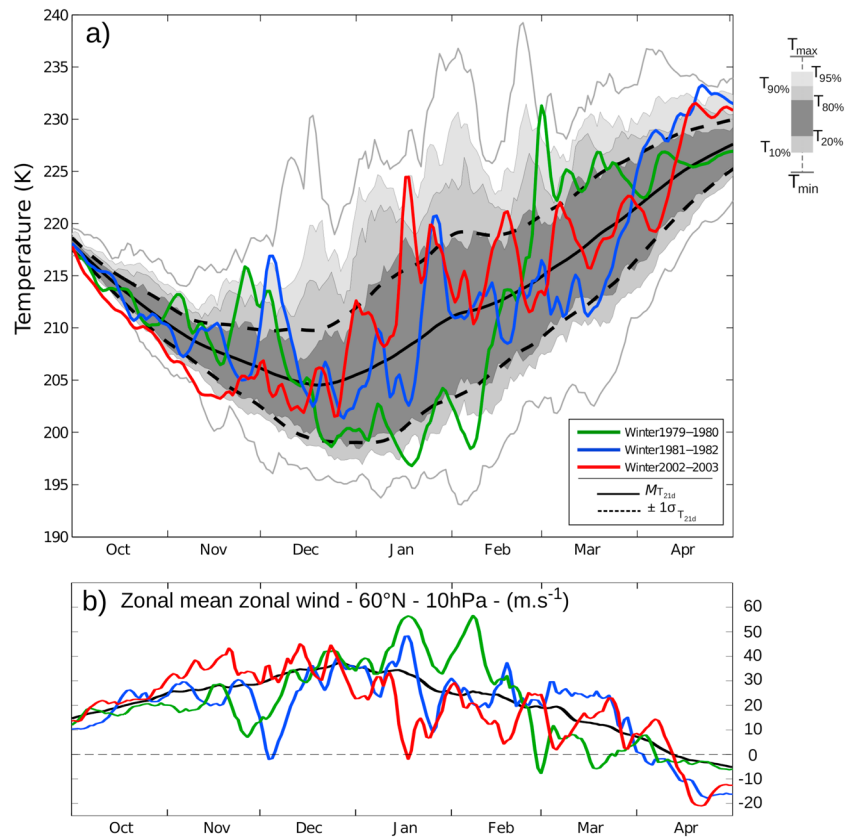 a)
Temperature (K)
240
235
230
225
220
215
210
205
200
195
190
Oct Nov Dec Jan Feb Mar Apr
Winter1979–1980
Winter1981–1982
Winter2002–2003
MT21d
± 1σT21d
Tmax
T95%
T90%
T80%
T20%
T10%
Tmin
b) Zonal mean zonal wind - 60°N - 10hPa - (m.s-1)
60
50
40
30
20
10
0
-10
-20
Oct Nov Dec Jan Feb Mar Apr